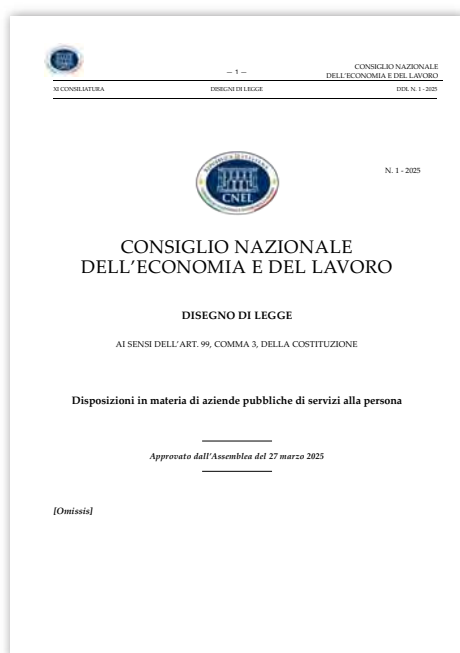 — 1 —
CONSIGLIO NAZIONALE
DELL'ECONOMIA E DEL LAVORO
XI CONSILIATURA DISEGNI DI LEGGE DDL N. 1 - 2025
N. 1 - 2025
CNEL
CONSIGLIO NAZIONALE
DELL'ECONOMIA E DEL LAVORO
DISEGNO DI LEGGE
AI SENSI DELL'ART. 99, COMMA 3, DELLA COSTITUZIONE
Disposizioni in materia di aziende pubbliche di servizi alla persona
Approvato dall'Assemblea del 27 marzo 2025
[Omissis]